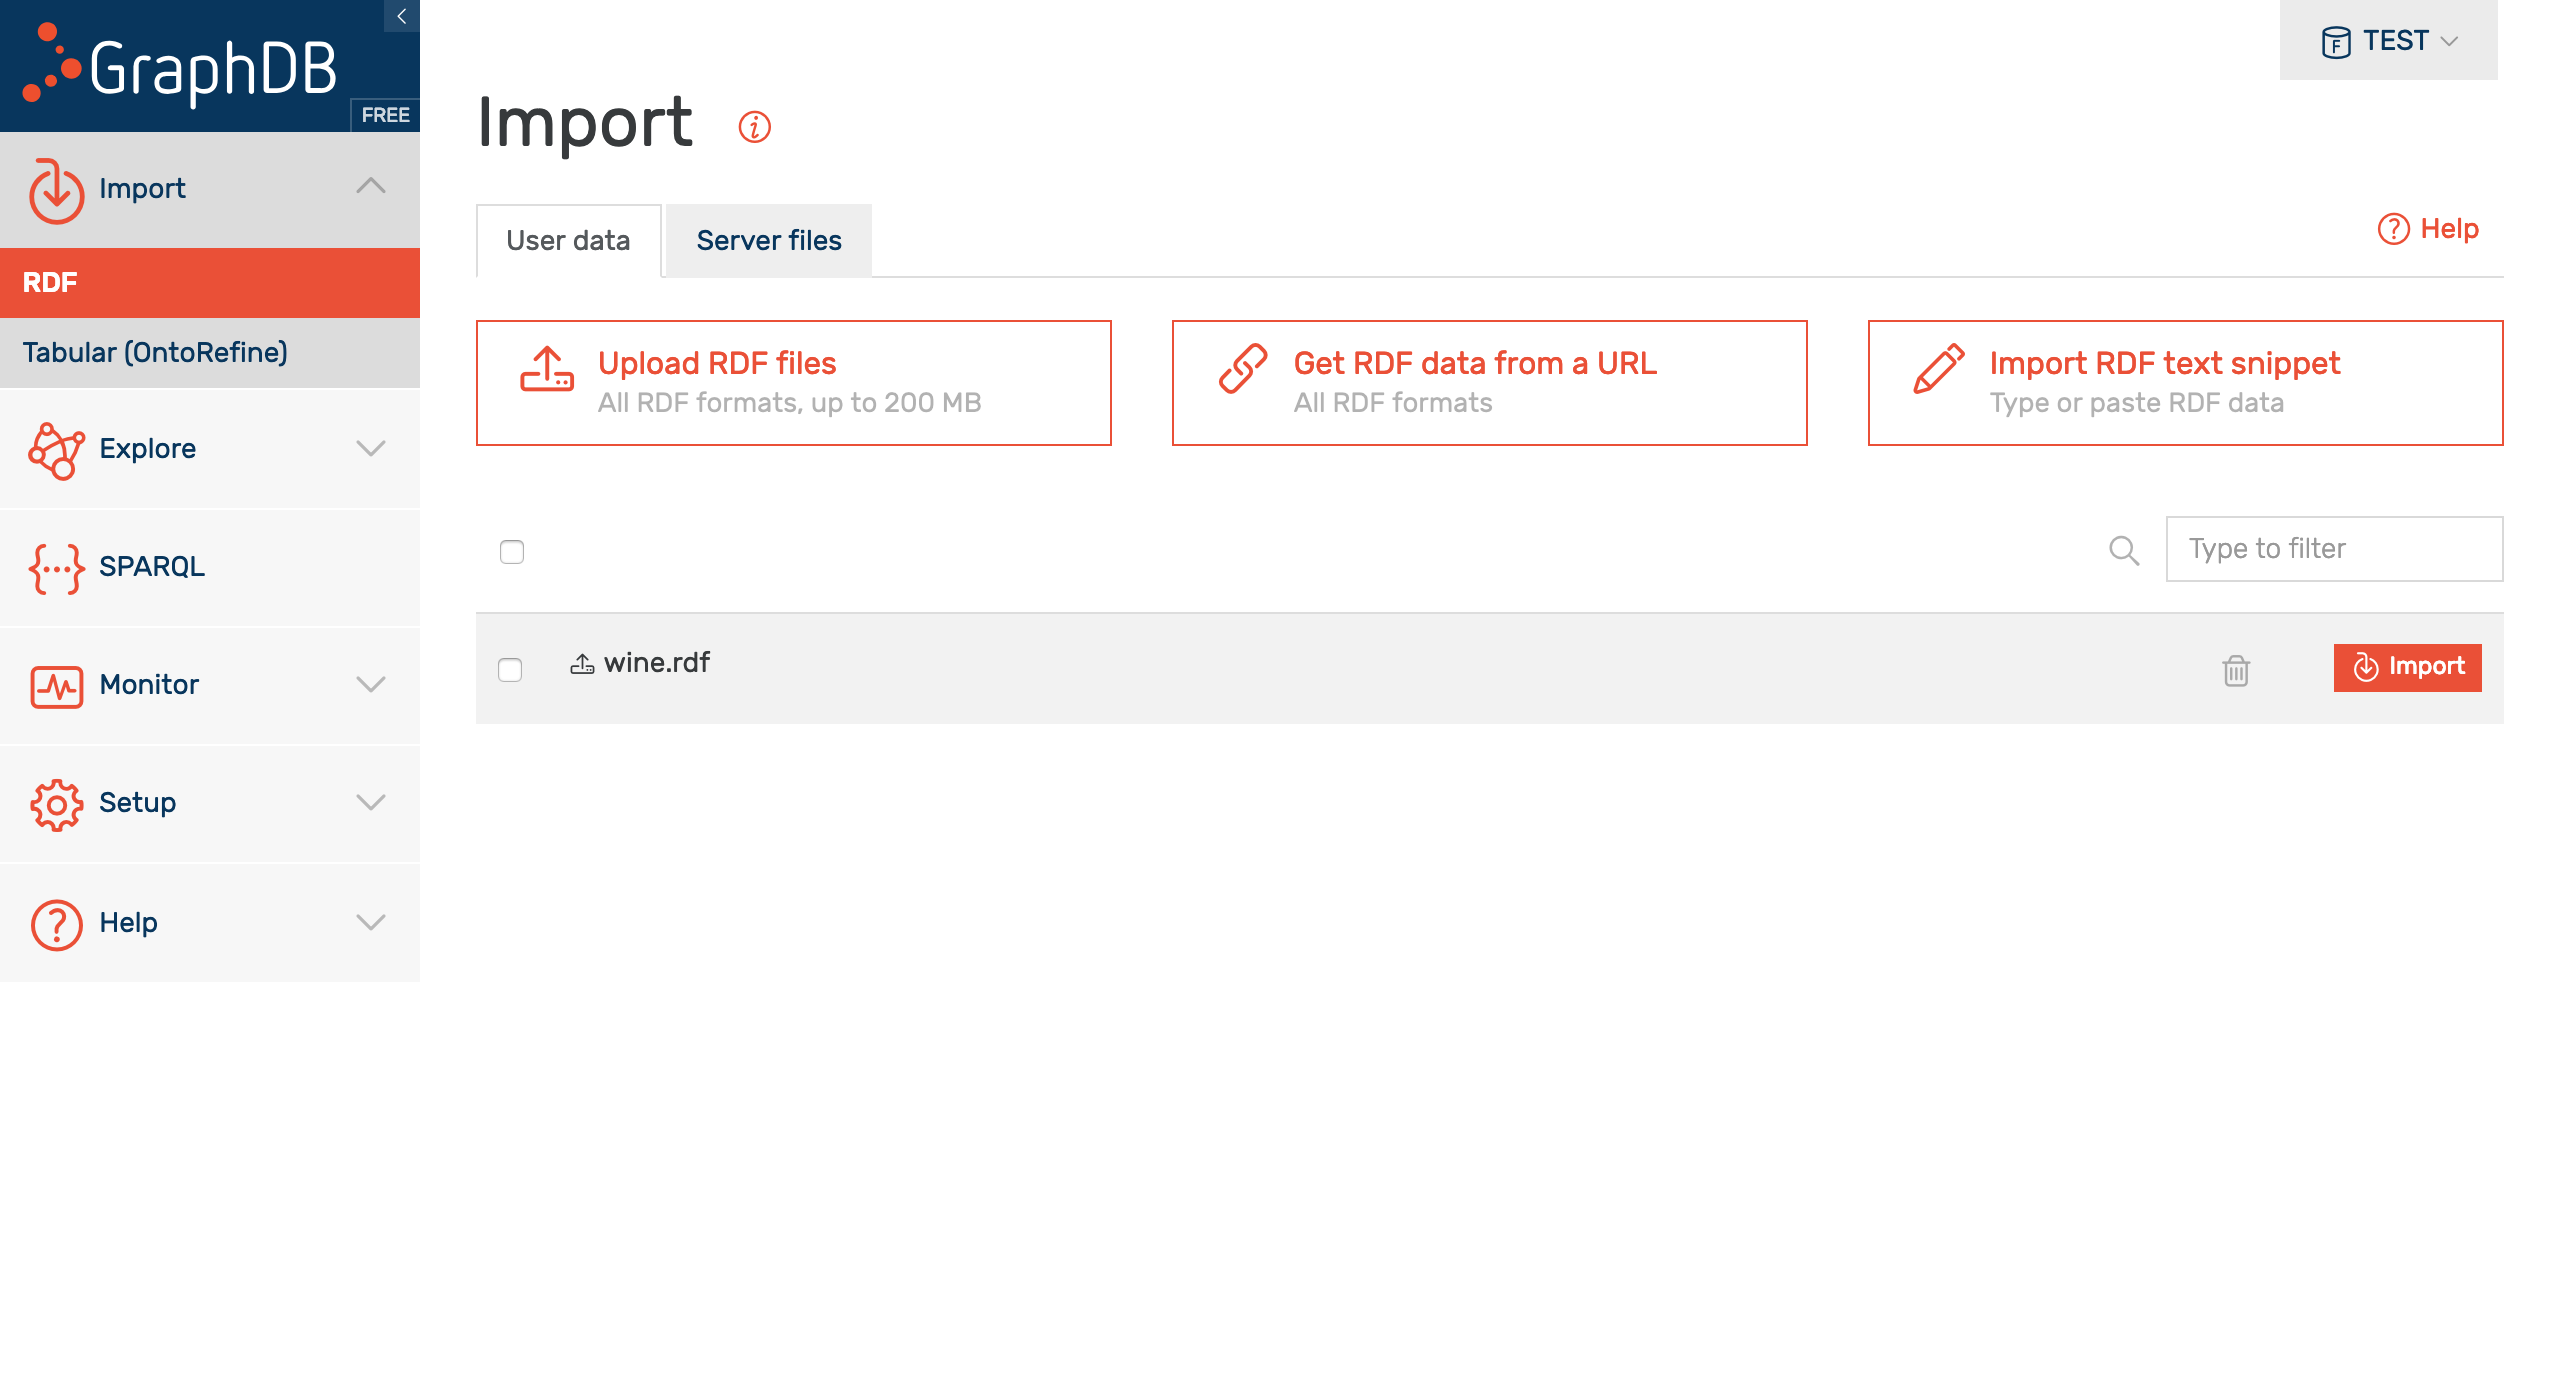 GraphDB
FREE
Import
RDF
Tabular (OntoRefine)
Explore
SPARQL
Monitor
Setup
Help
F TEST
Import
User data
Server files
Help
Upload RDF files
All RDF formats, up to 200 MB
Get RDF data from a URL
All RDF formats
Import RDF text snippet
Type or paste RDF data
Type to filter
wine.rdf
Import